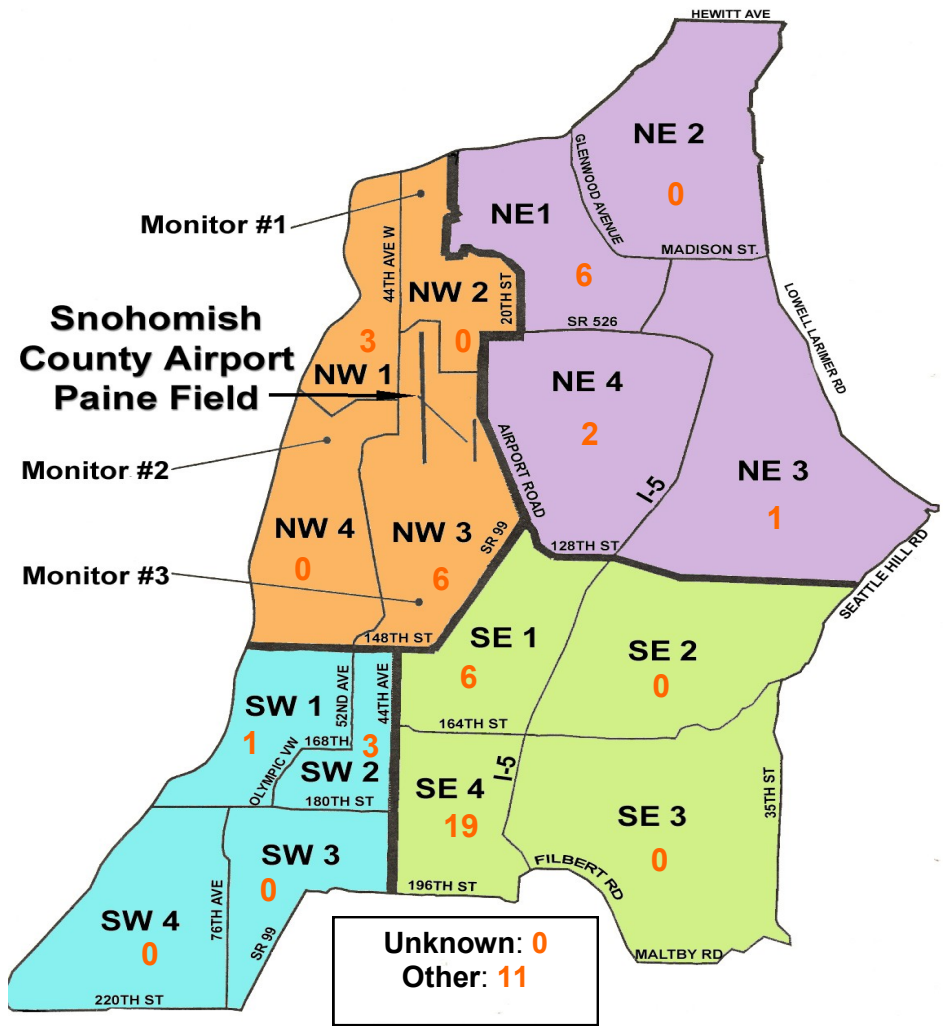 HEWITT AVE
NE 2
0
GLENWOOD AVENUE
MADISON ST.
NE1
6
Monitor #1
44TH AVE W
NW 2
0
20TH ST
SR 526
LOWELL LARIMER RD
Snohomish
County Airport
Paine Field
3
NW 1
NE 4
2
AIRPORT ROAD
I-5
NE 3
1
Monitor #2
NW 4
0
NW 3
6
SR 99
128TH ST
SEATTLE HILL RD
Monitor #3
148TH ST
SE 1
6
SE 2
0
164TH ST
SW 1
1
52ND AVE
44TH AVE
OLYMPIC VW
168TH
3
SW 2
180TH ST
I-5
SE 4
19
SE 3
0
35TH ST
FILBERT RD
196TH ST
MALTBY RD
SW 3
0
76TH AVE
SR 99
SW 4
0
220TH ST
Unknown: 0
Other: 11